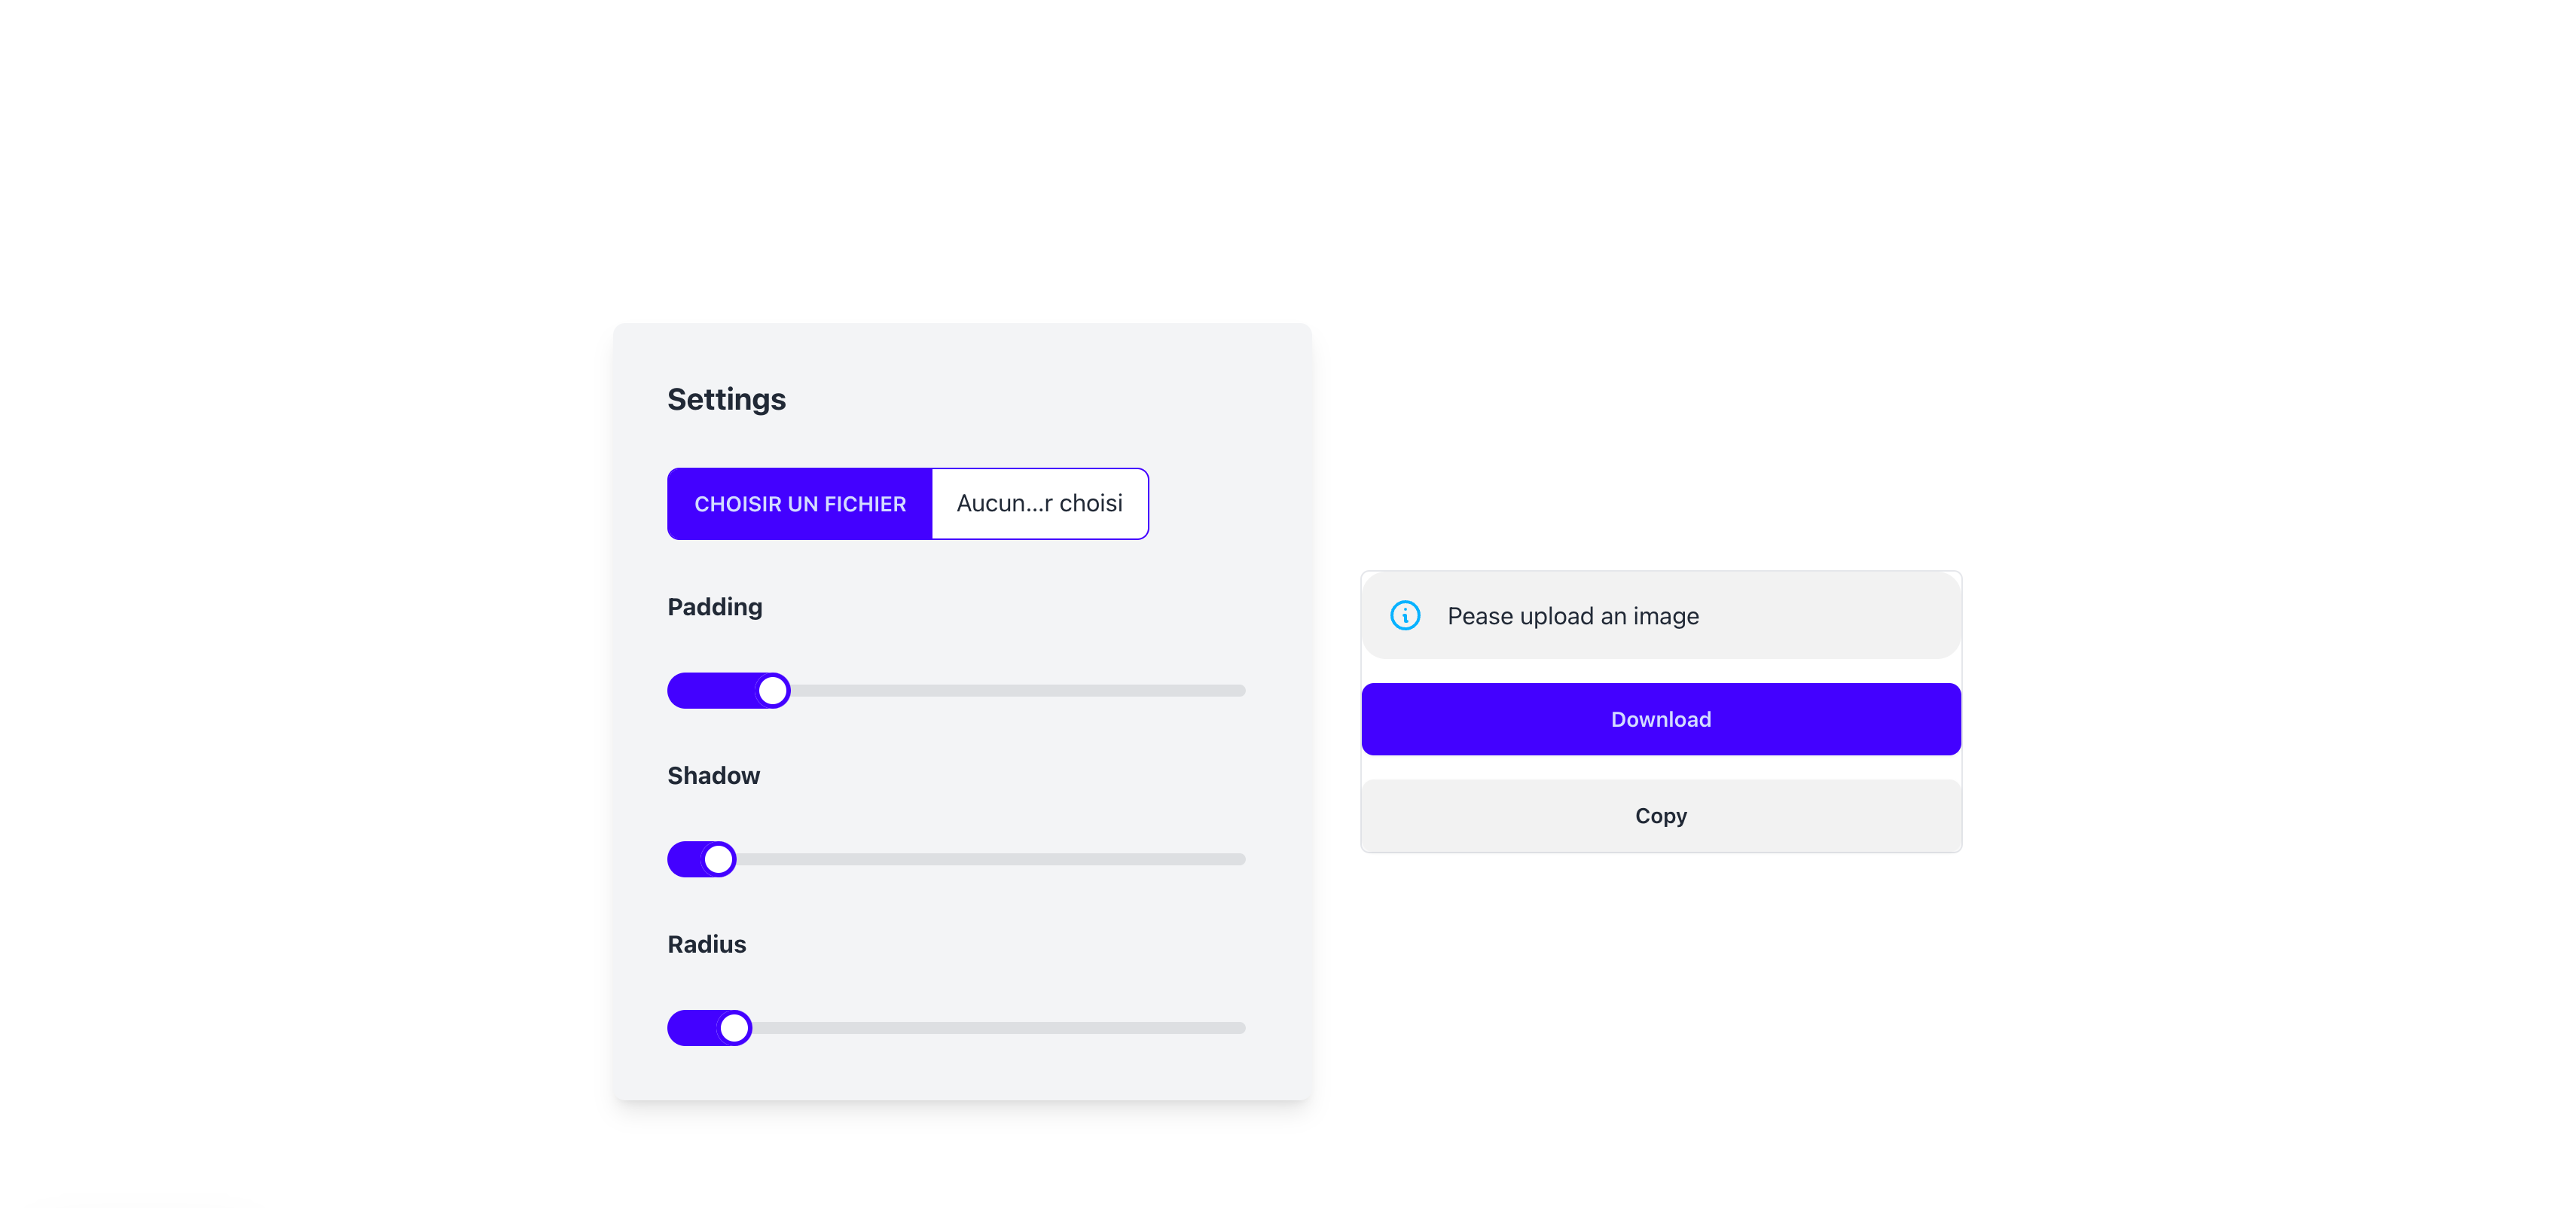 Settings
CHOISIR UN FICHIER Aucun...r choisi
Padding
Shadow
Radius
Pease upload an image
Download
Copy